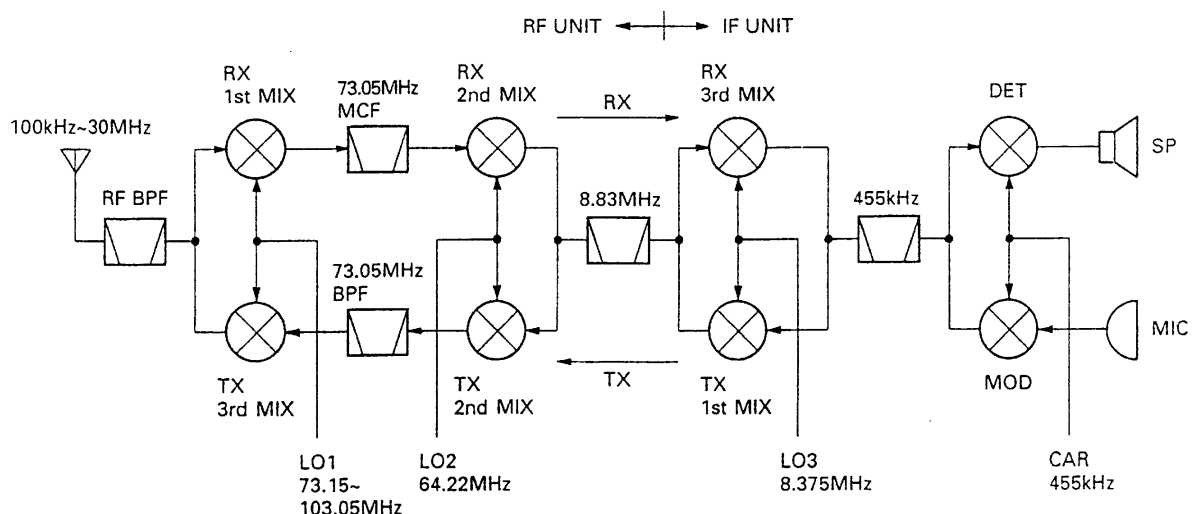 RF UNIT IF UNIT
RX
1st MIX
73.05MHz
MCF
RX
2nd MIX
RX
RX
3rd MIX
DET
100kHz~30MHz
SP
RF BPF
8.83MHz
455kHz
73.05MHz
BPF
MIC
TX
3rd MIX
TX
2nd MIX
TX
TX
1st MIX
MOD
LO1
73.15~
103.05MHz
LO2
64.22MHz
LO3
8.375MHz
CAR
455kHz